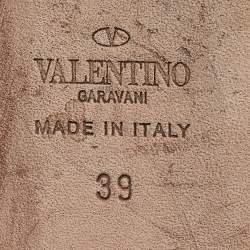 VALENTINO
GARAVANI
MADE IN ITALY
39